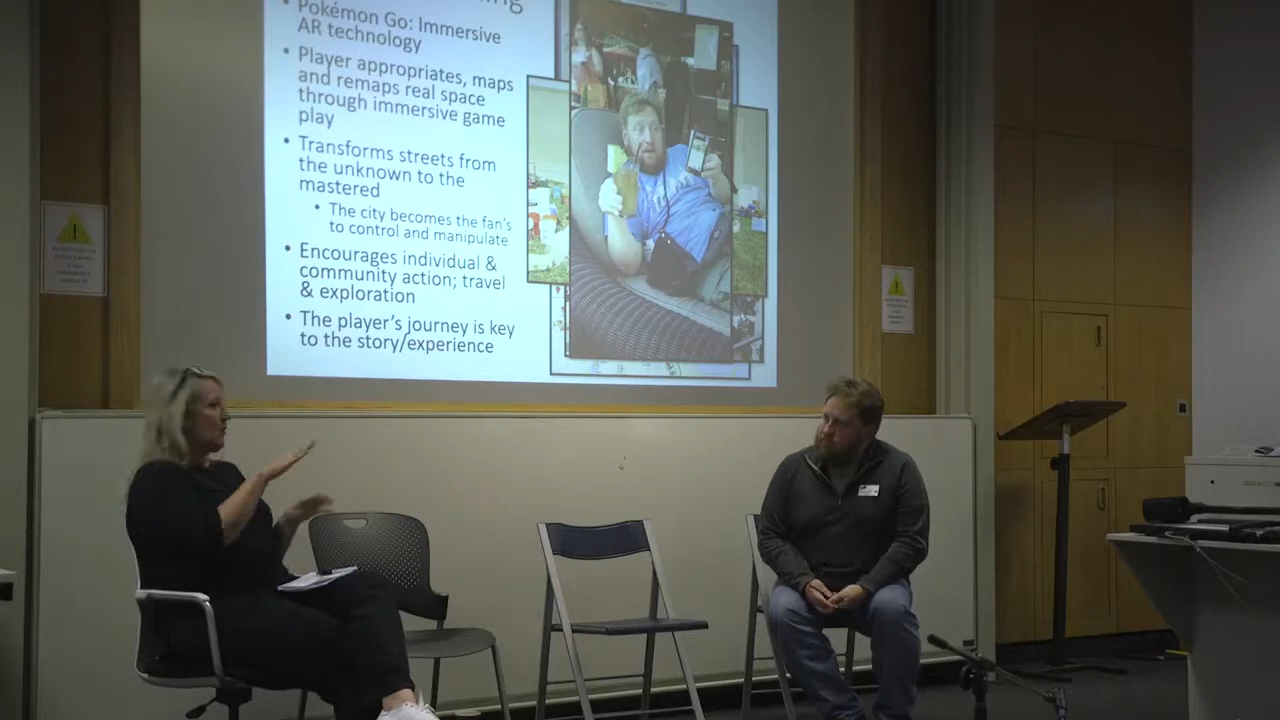 Pokémon Go: Immersive
AR technology
Player appropriates, maps
and remaps real space
through immersive game
play
Transforms streets from
the unknown to the
mastered
The city becomes the fan's
to control and manipulate
Encourages individual &
community action; travel
& exploration
The player's journey is key
to the story/experience